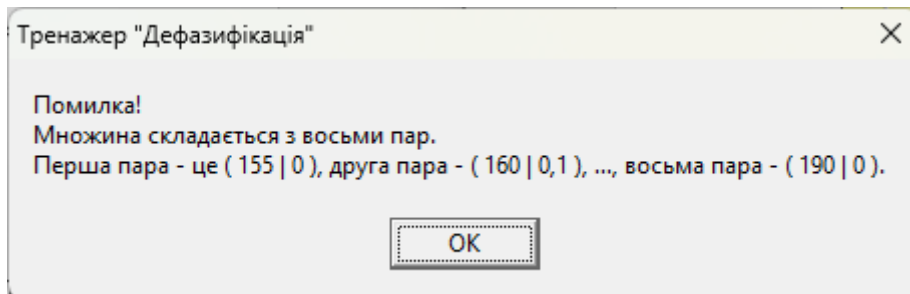 Тренажер "Дефазифікація"
Помилка!
Множина складається з восьми пар.
Перша пара - це ( 155 | 0 ), друга пара - ( 160 | 0,1 ), ..., восьма пара - ( 190 | 0 ).
OK